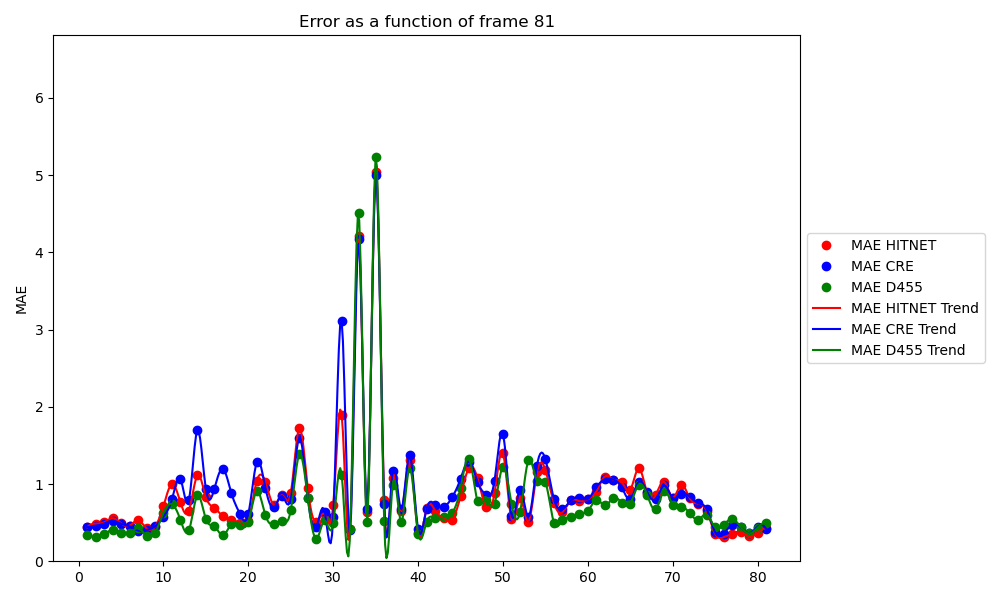 Error as a function of frame 81
MAE
6
5
4
3
2
1
0
0 10 20 30 40 50 60 70 80
MAE HITNET
MAE CRE
MAE D455
MAE HITNET Trend
MAE CRE Trend
MAE D455 Trend